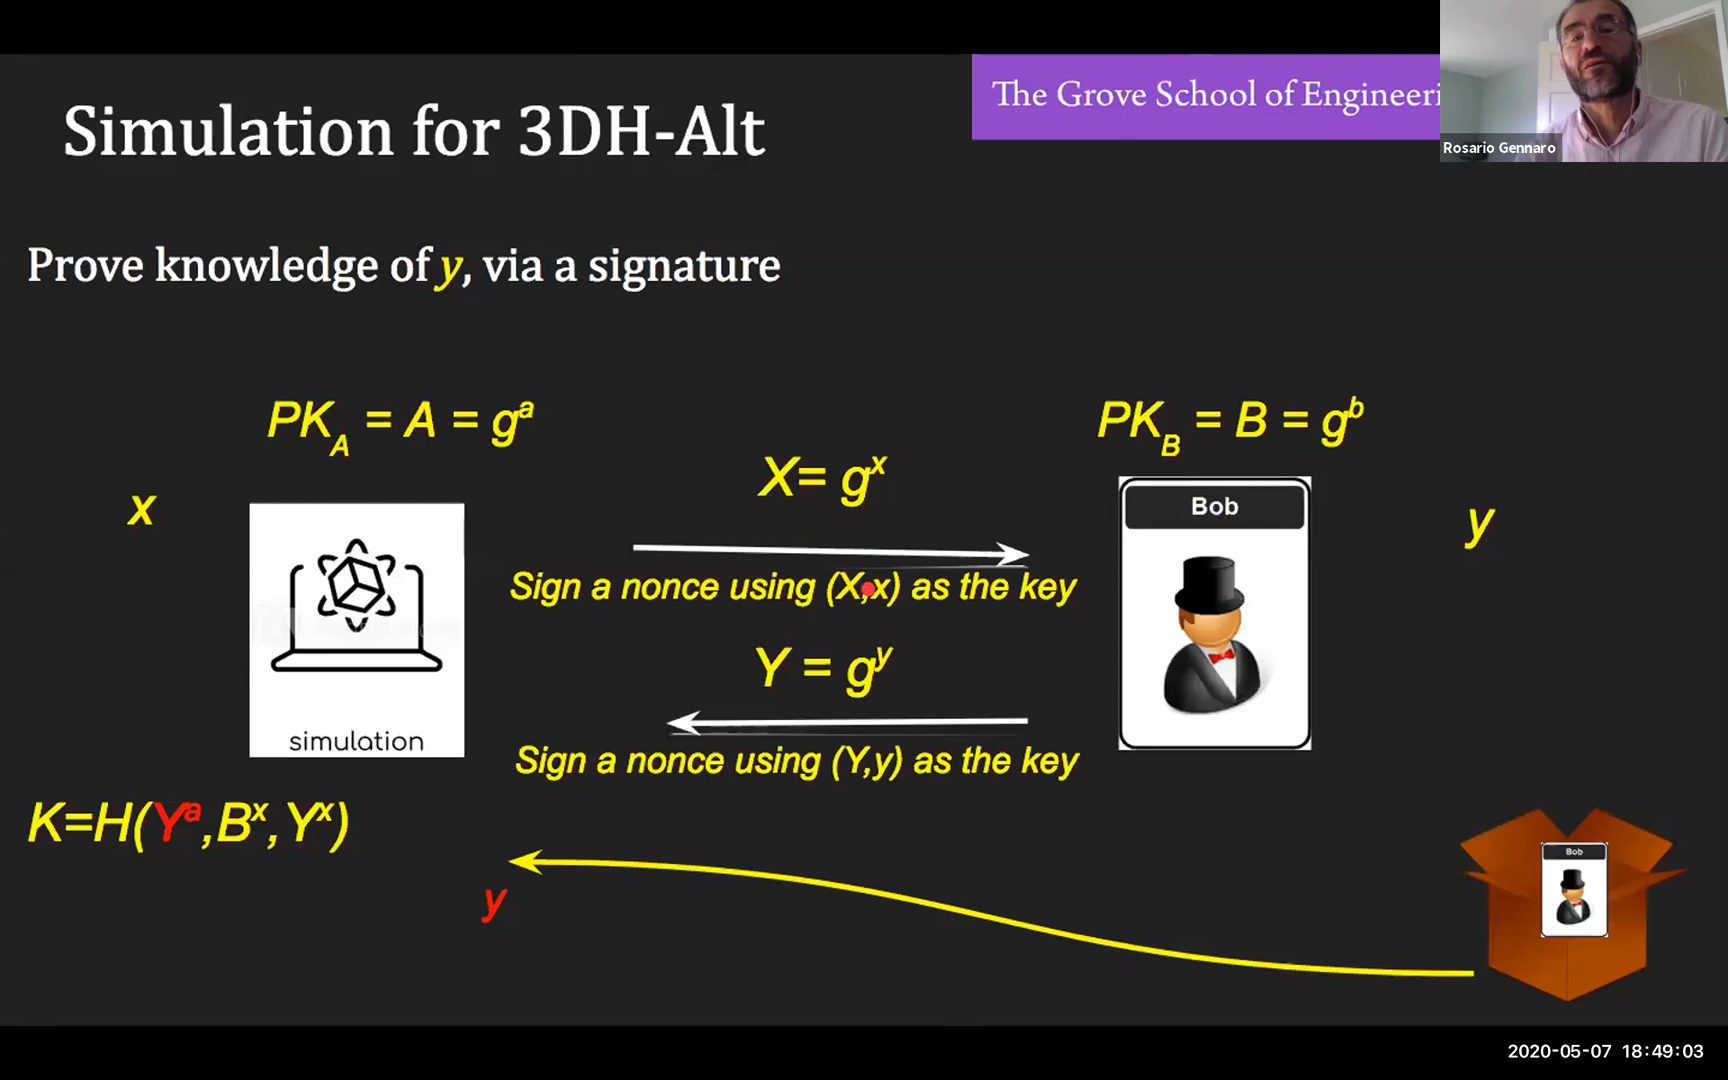 The Grove School of Engineeri
Rosario Gennaro
Simulation for 3DH-Alt
Prove knowledge of y, via a signature
PK_A = A = g^a
PK_B = B = g^b
X= g^x
x
Bob
y
Sign a nonce using (X,x) as the key
Y = g^y
simulation
Sign a nonce using (Y,y) as the key
K=H(Y^a,B^x,Y^x)
Bob
y
2020-05-07 18:49:03